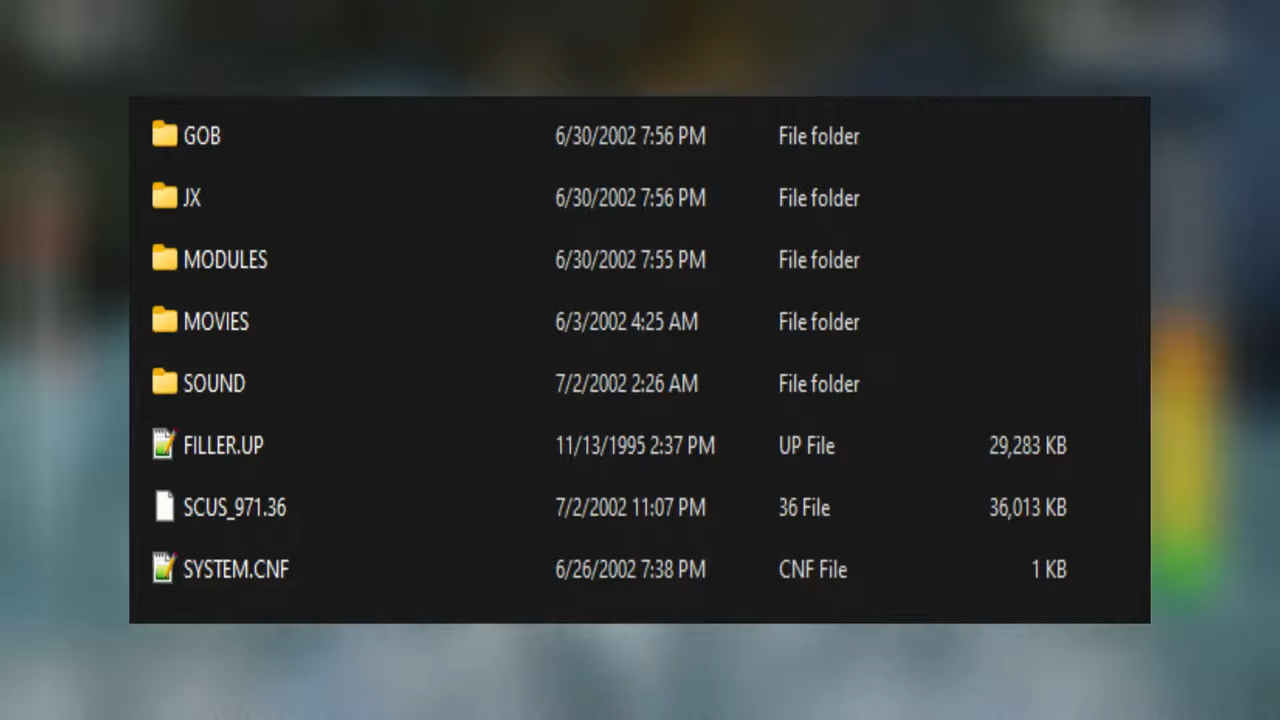 GOB 6/30/2002 7:56 PM File folder
JX 6/30/2002 7:56 PM File folder
MODULES 6/30/2002 7:55 PM File folder
MOVIES 6/3/2002 4:25 AM File folder
SOUND 7/2/2002 2:26 AM File folder
FILLER.UP 11/13/1995 2:37 PM UP File 29,283 KB
SCUS_971.36 7/2/2002 11:07 PM 36 File 36,013 KB
SYSTEM.CNF 6/26/2002 7:38 PM CNF File 1 KB